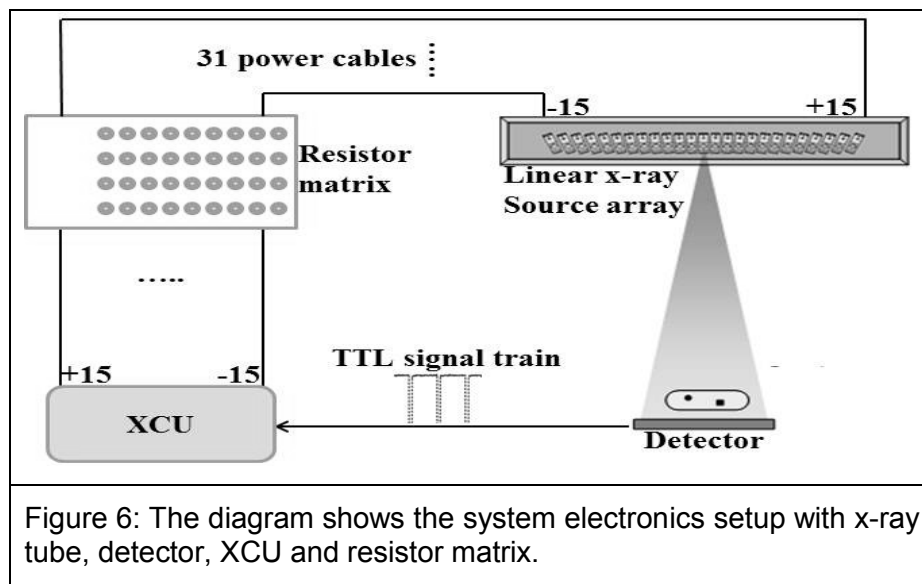 31 power cables
-15
+15
Resistor
matrix
Linear x-ray
Source array
.....
TTL signal train
+15
-15
XCU
Detector
Figure 6: The diagram shows the system electronics setup with x-ray
tube, detector, XCU and resistor matrix.